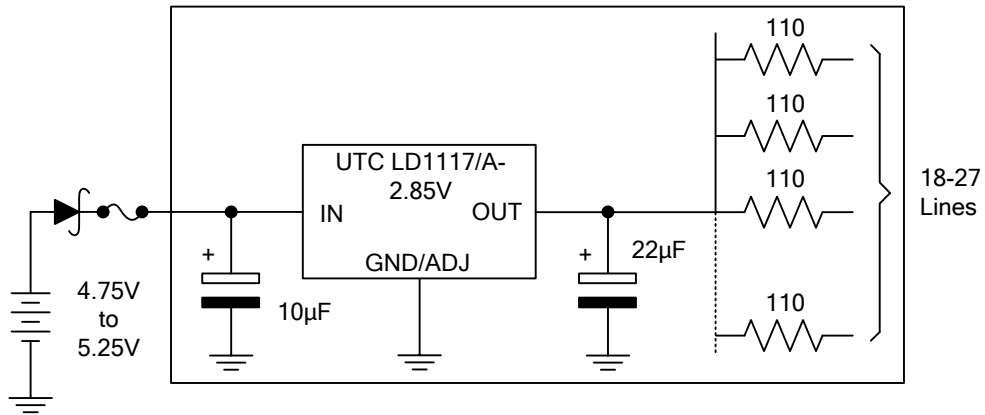 110
110
110
110
18-27
Lines
UTC LD1117/A-
2.85V
IN
OUT
GND/ADJ
+
10µF
+
22µF
4.75V
to
5.25V